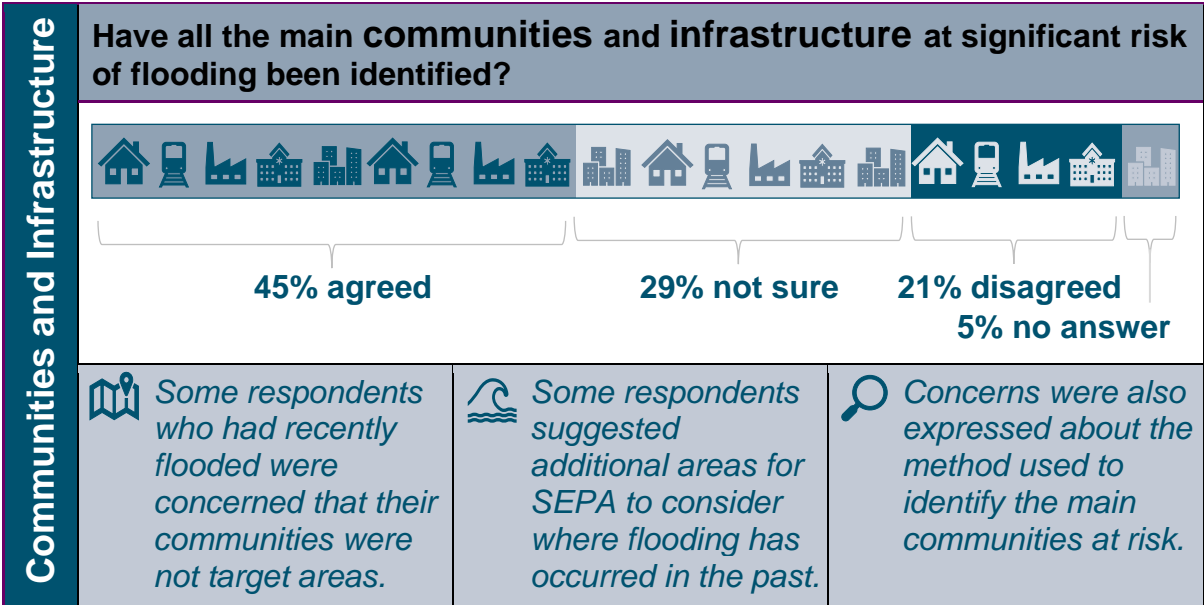 Communities and Infrastructure
Have all the main communities and infrastructure at significant risk
of flooding been identified?
45% agreed
29% not sure
21% disagreed
5% no answer
Some respondents
who had recently
flooded were
concerned that their
communities were
not target areas.
Some respondents
suggested
additional areas for
SEPA to consider
where flooding has
occurred in the past.
Concerns were also
expressed about the
method used to
identify the main
communities at risk.